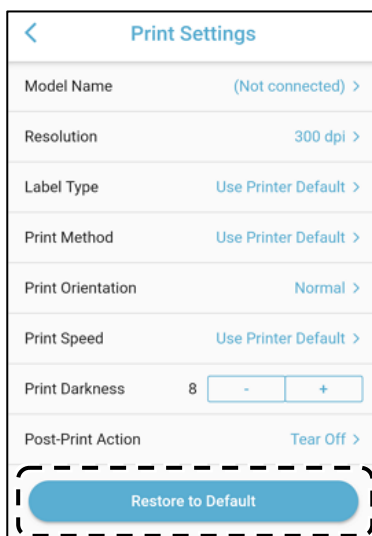 Print Settings
Model Name (Not connected) >
Resolution 300 dpi >
Label Type Use Printer Default >
Print Method Use Printer Default >
Print Orientation Normal >
Print Speed Use Printer Default >
Print Darkness 8 - +
Post-Print Action Tear Off >
Restore to Default